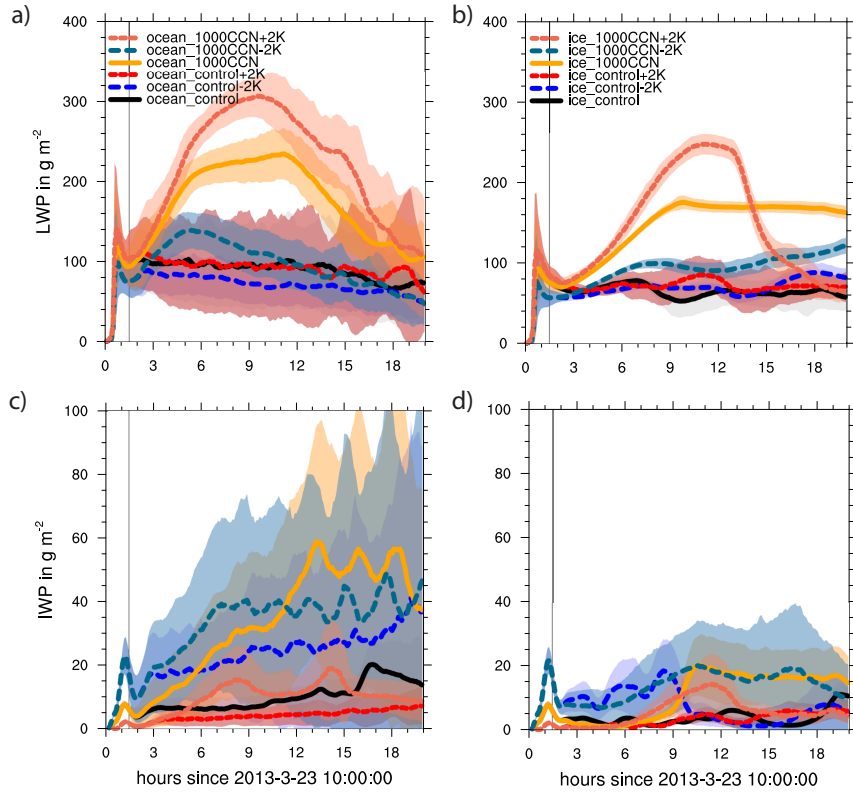 a)
400
300
200
100
0
LWP in g m-2
ocean_1000CCN+2K
ocean_1000CCN-2K
ocean_1000CCN
ocean_control+2K
ocean_control-2K
ocean_control
0 3 6 9 12 15 18
b)
400
300
200
100
0
ice_1000CCN+2K
ice_1000CCN-2K
ice_1000CCN
ice_control+2K
ice_control-2K
ice_control
0 3 6 9 12 15 18
c)
100
80
60
40
20
0
IWP in g m-2
0 3 6 9 12 15 18
hours since 2013-3-23 10:00:00
d)
100
80
60
40
20
0
0 3 6 9 12 15 18
hours since 2013-3-23 10:00:00